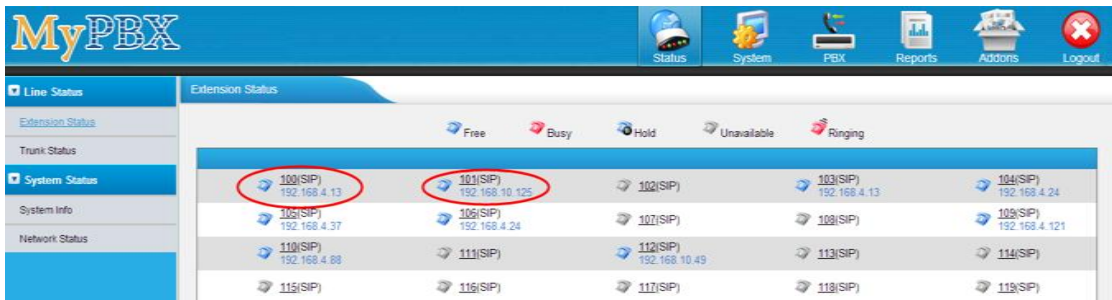 MyPBX
Status System PBX Reports Addons Logout
Line Status
Extension Status
Trunk Status
System Status
System Info
Network Status
Extension Status
Free Busy Hold Unavailable Ringing
100(SIP) 101(SIP) 102(SIP) 103(SIP) 104(SIP)
192.168.4.13 192.168.10.125 192.168.4.13 192.168.4.24
105(SIP) 106(SIP) 107(SIP) 108(SIP) 109(SIP)
192.168.4.37 192.168.4.24 192.168.4.121
110(SIP) 111(SIP) 112(SIP) 113(SIP) 114(SIP)
192.168.4.88 192.168.10.49
115(SIP) 116(SIP) 117(SIP) 118(SIP) 119(SIP)